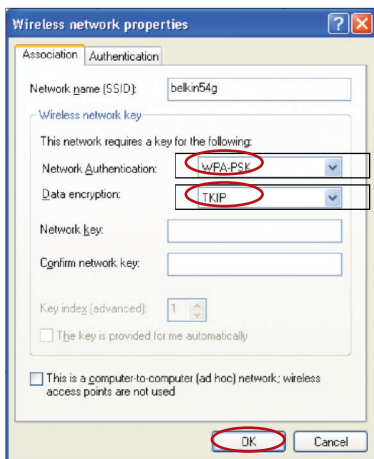 Wireless network properties
Association Authentication
Network name (SSID): belkin54g
Wireless network key
This network requires a key for the following:
Network Authentication: WPA-PSK
Data encryption: TKIP
Network key:
Confirm network key:
Key index (advanced): 1
The key is provided for me automatically
This is a computer-to-computer (ad hoc) network; wireless
access points are not used
OK Cancel